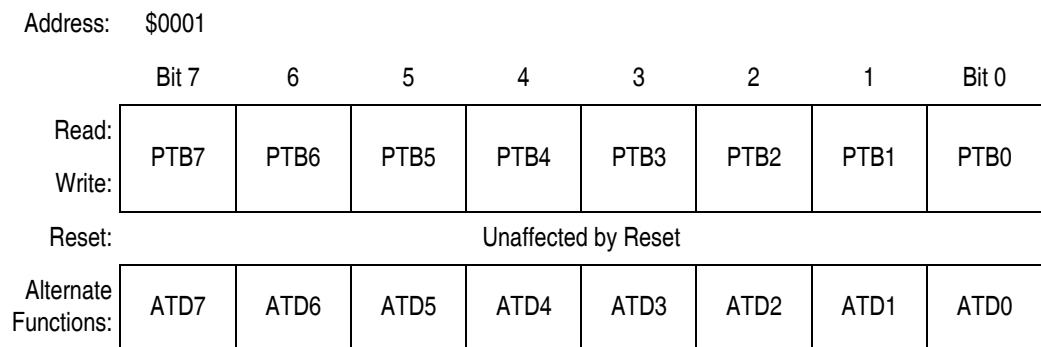 Address: $0001
Bit 7 6 5 4 3 2 1 Bit 0
Read:
PTB7 PTB6 PTB5 PTB4 PTB3 PTB2 PTB1 PTB0
Write:
Reset: Unaffected by Reset
Alternate
Functions:
ATD7 ATD6 ATD5 ATD4 ATD3 ATD2 ATD1 ATD0